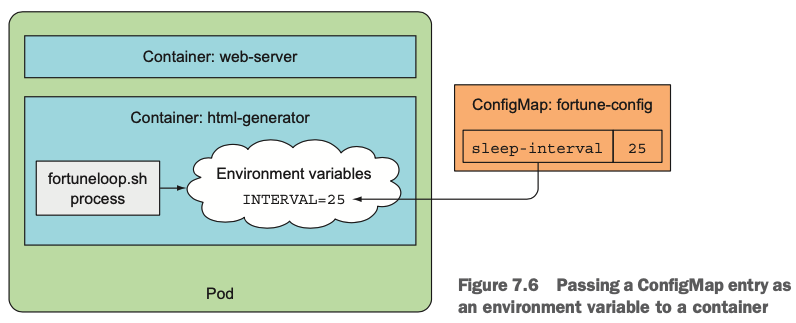 Container: web-server
Container: html-generator
fortuneloop.sh
process
Environment variables
INTERVAL=25
Pod
ConfigMap: fortune-config
sleep-interval 25
Figure 7.6 Passing a ConfigMap entry as
an environment variable to a container